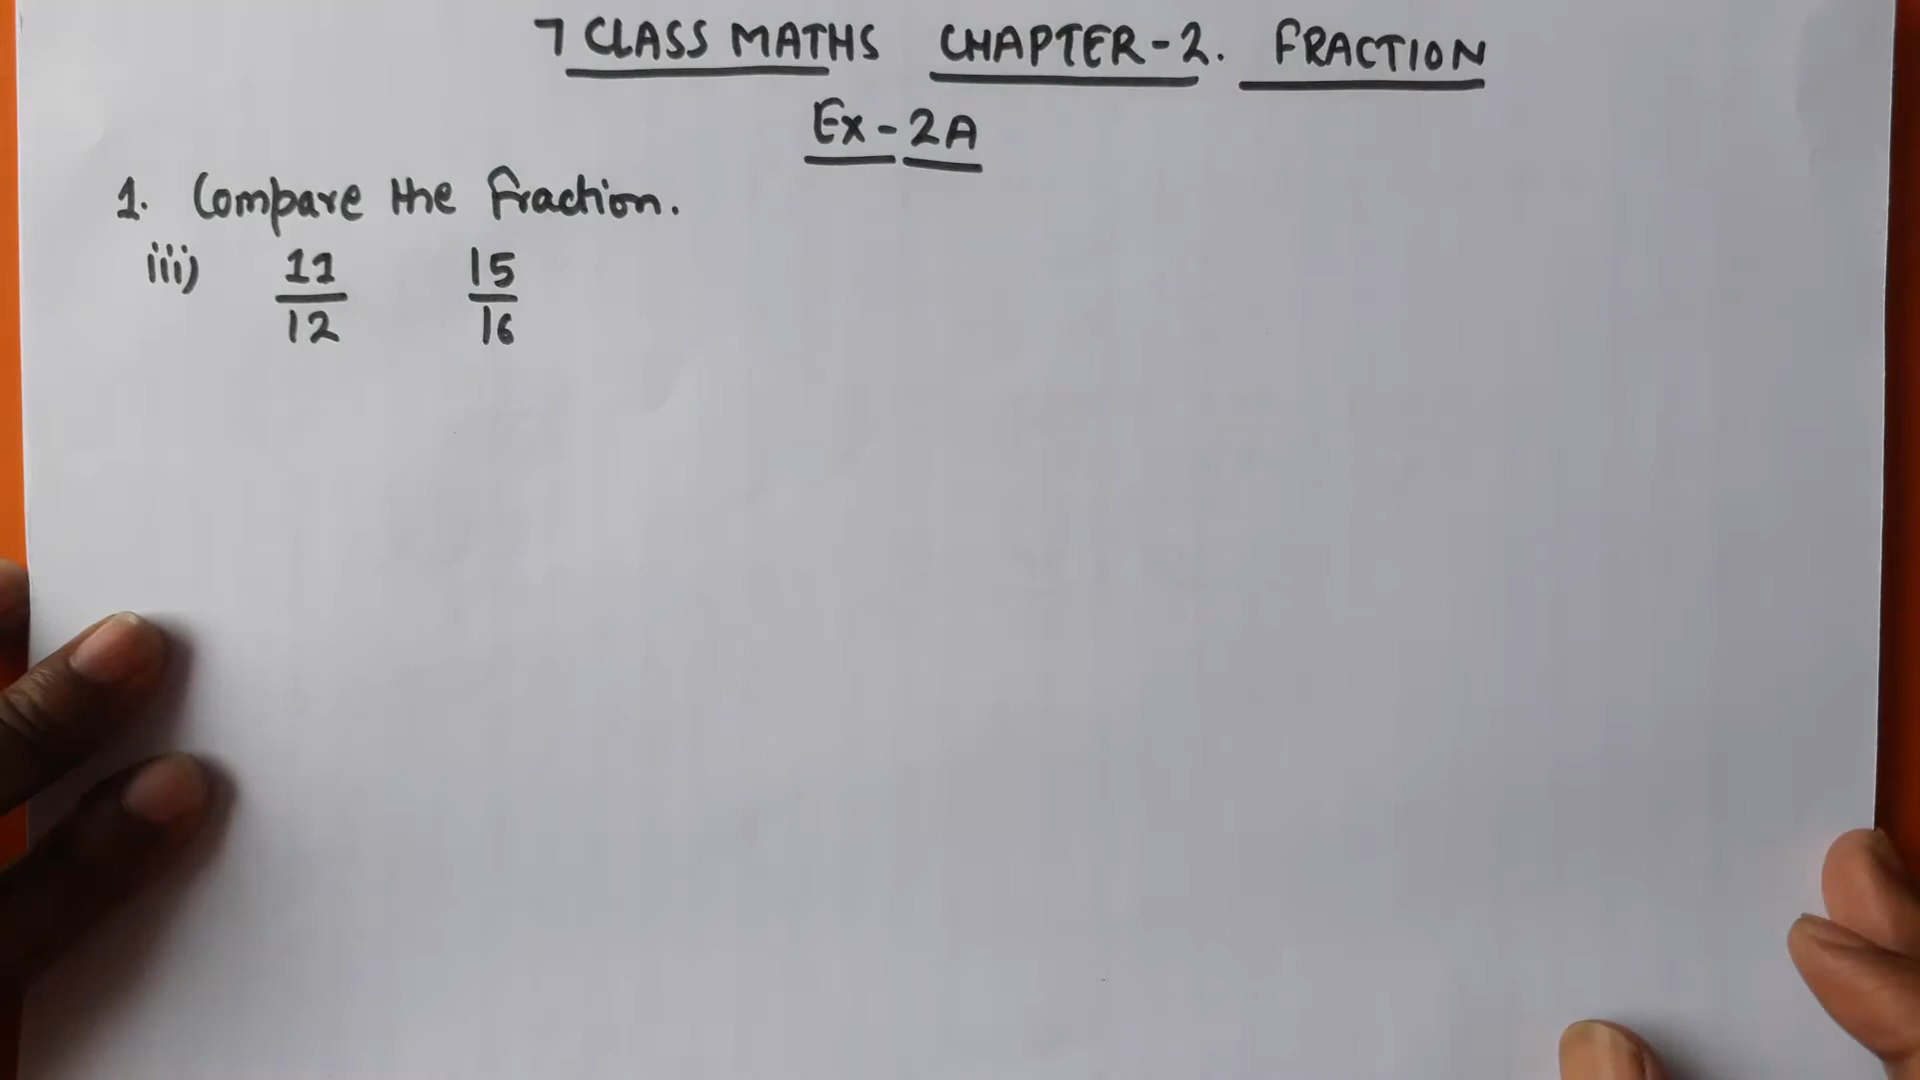 7 CLASS MATHS CHAPTER-2. FRACTION
Ex-2A
1. Compare the Fraction.
iii) 11/12 15/16